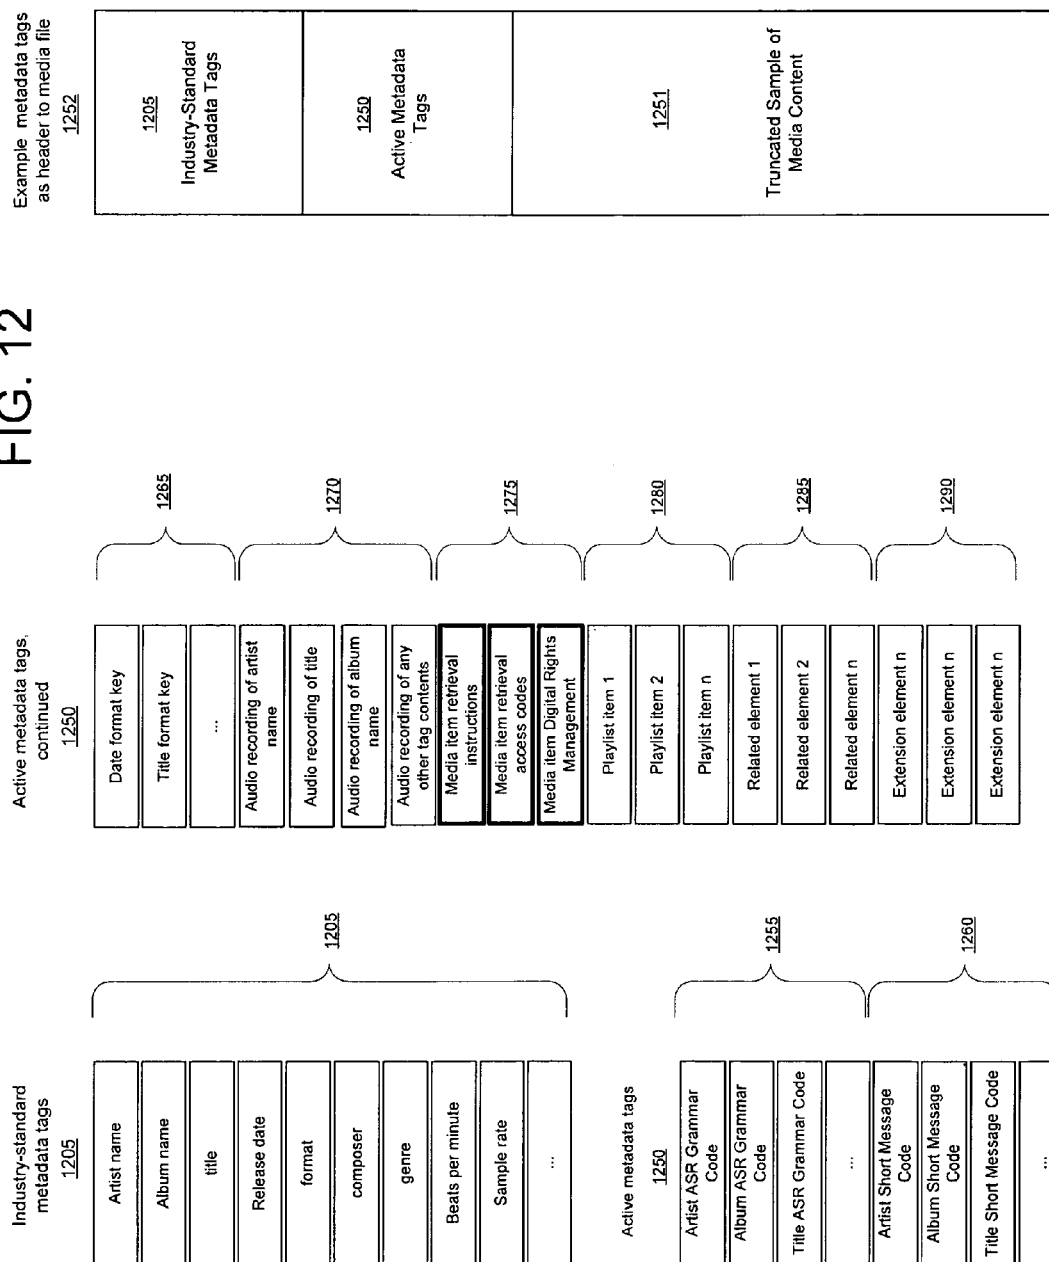 FIG. 12
Industry-standard
metadata tags
1205
Artist name
Album name
title
Release date
format
composer
genre
Beats per minute
Sample rate
...
1205
Active metadata tags
1250
Artist ASR Grammar
Code
Album ASR Grammar
Code
Title ASR Grammar Code
...
Artist Short Message
Code
Album Short Message
Code
Title Short Message Code
...
1255
1260
Active metadata tags,
continued
1250
Date format key
Title format key
...
Audio recording of artist
name
Audio recording of title
Audio recording of album
name
Audio recording of any
other tag contents
Media item retrieval
instructions
Media item retrieval
access codes
Media item Digital Rights
Management
Playlist item 1
Playlist item 2
Playlist item n
Related element 1
Related element 2
Related element n
Extension element n
Extension element n
Extension element n
1265
1270
1275
1280
1285
1290
Example metadata tags
as header to media file
1252
1205
Industry-Standard
Metadata Tags
1250
Active Metadata
Tags
1251
Truncated Sample of
Media Content